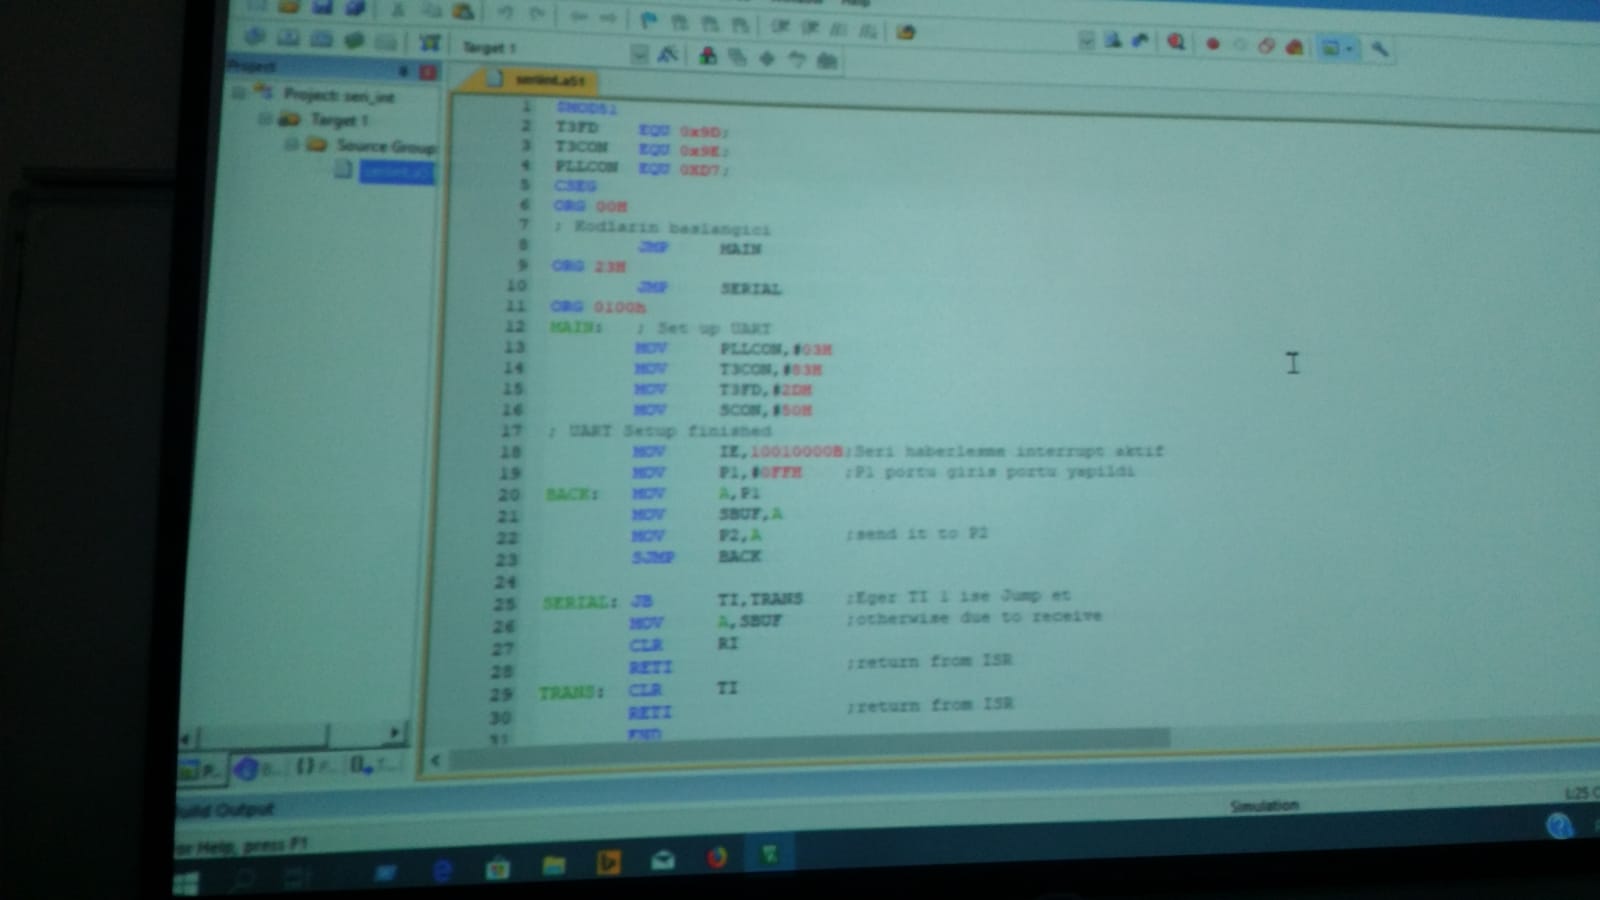 Help
Target 1
Project
seriint.a51
Project: seri_int
Target 1
Source Group
1 $MOD51
2 T3FD EQU 0x9D;
3 T3CON EQU 0x9E;
4 PLLCON EQU 0XD7;
5 CSEG
6 ORG 00H
7 ; Kodlarin baslangici
8 JMP MAIN
9 ORG 23H
10 JMP SERIAL
11 ORG 0100h
12 MAIN: ; Set up UART
13 MOV PLLCON,#03H
14 MOV T3CON,#83H
15 MOV T3FD,#2DH
16 MOV SCON,#50H
17 ; UART Setup finished
18 MOV IE,10010000B;Seri haberlesme interrupt aktif
19 MOV P1,#0FFH ;P1 portu giris portu yapildi
20 BACK: MOV A,P1
21 MOV SBUF,A
22 MOV P2,A ;send it to P2
23 SJMP BACK
24
25 SERIAL: JB TI,TRANS ;Eger TI 1 ise Jump et
26 MOV A,SBUF ;otherwise due to receive
27 CLR RI
28 RETI ;return from ISR
29 TRANS: CLR TI
30 RETI ;return from ISR
31 END
P...
B...
{} F...
T...
uild Output
Simulation
or Help, press F1